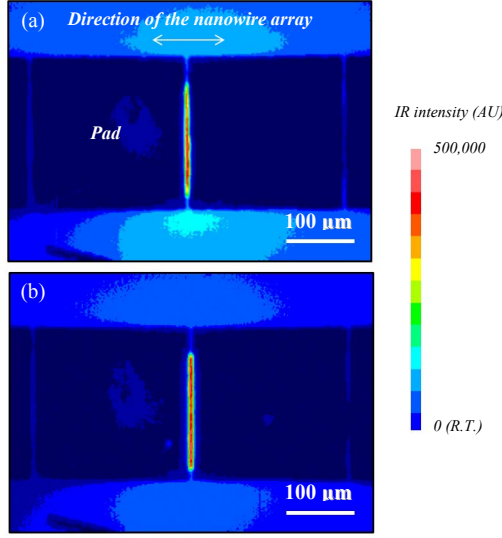 (a) Direction of the nanowire array
Pad
100 μm
IR intensity (AU)
500,000
0 (R.T.)
(b)
100 μm